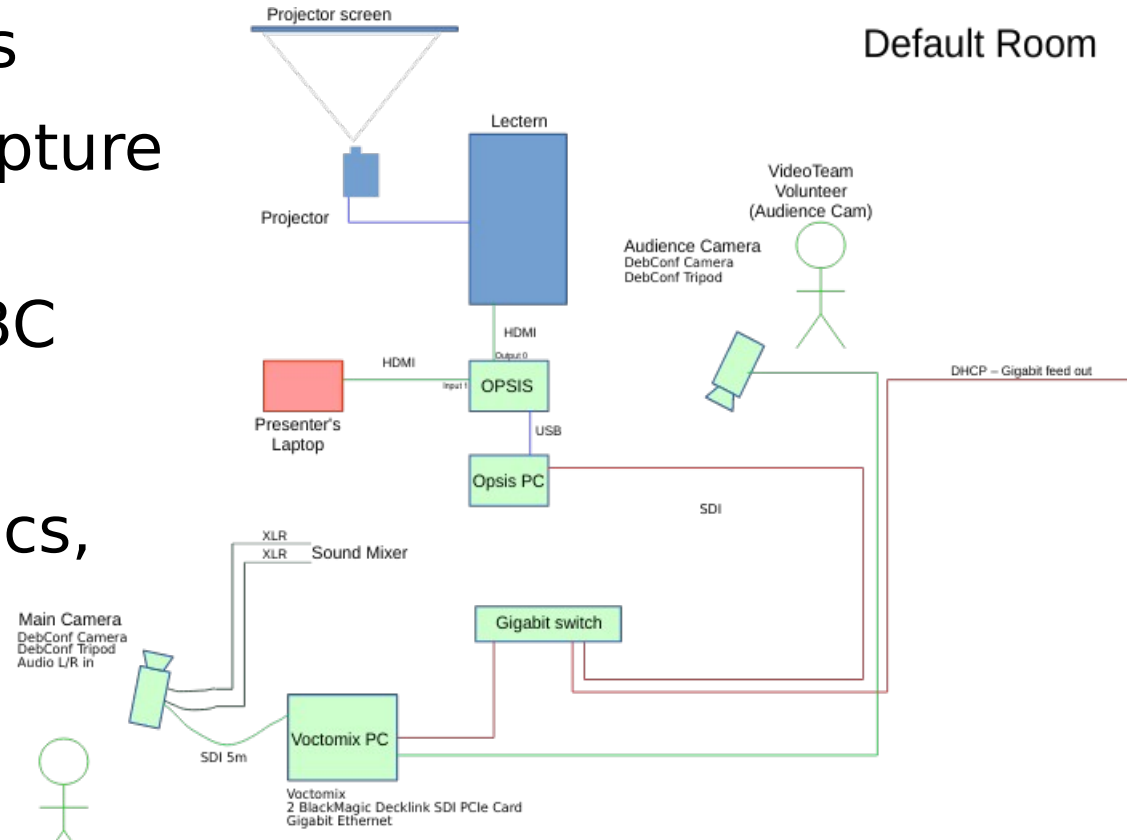 s
pture
BC
cs,
Default Room
Projector screen
Lectern
Projector
VideoTeam
Volunteer
(Audience Cam)
Audience Camera
DebConf Camera
DebConf Tripod
HDMI
Output 0
HDMI
Input 1
OPSIS
Presenter's
Laptop
USB
DHCP – Gigabit feed out
Opsis PC
SDI
XLR
XLR
Sound Mixer
Gigabit switch
Main Camera
DebConf Camera
DebConf Tripod
Audio L/R in
SDI 5m
Voctomix PC
Voctomix
2 BlackMagic Decklink SDI PCIe Card
Gigabit Ethernet